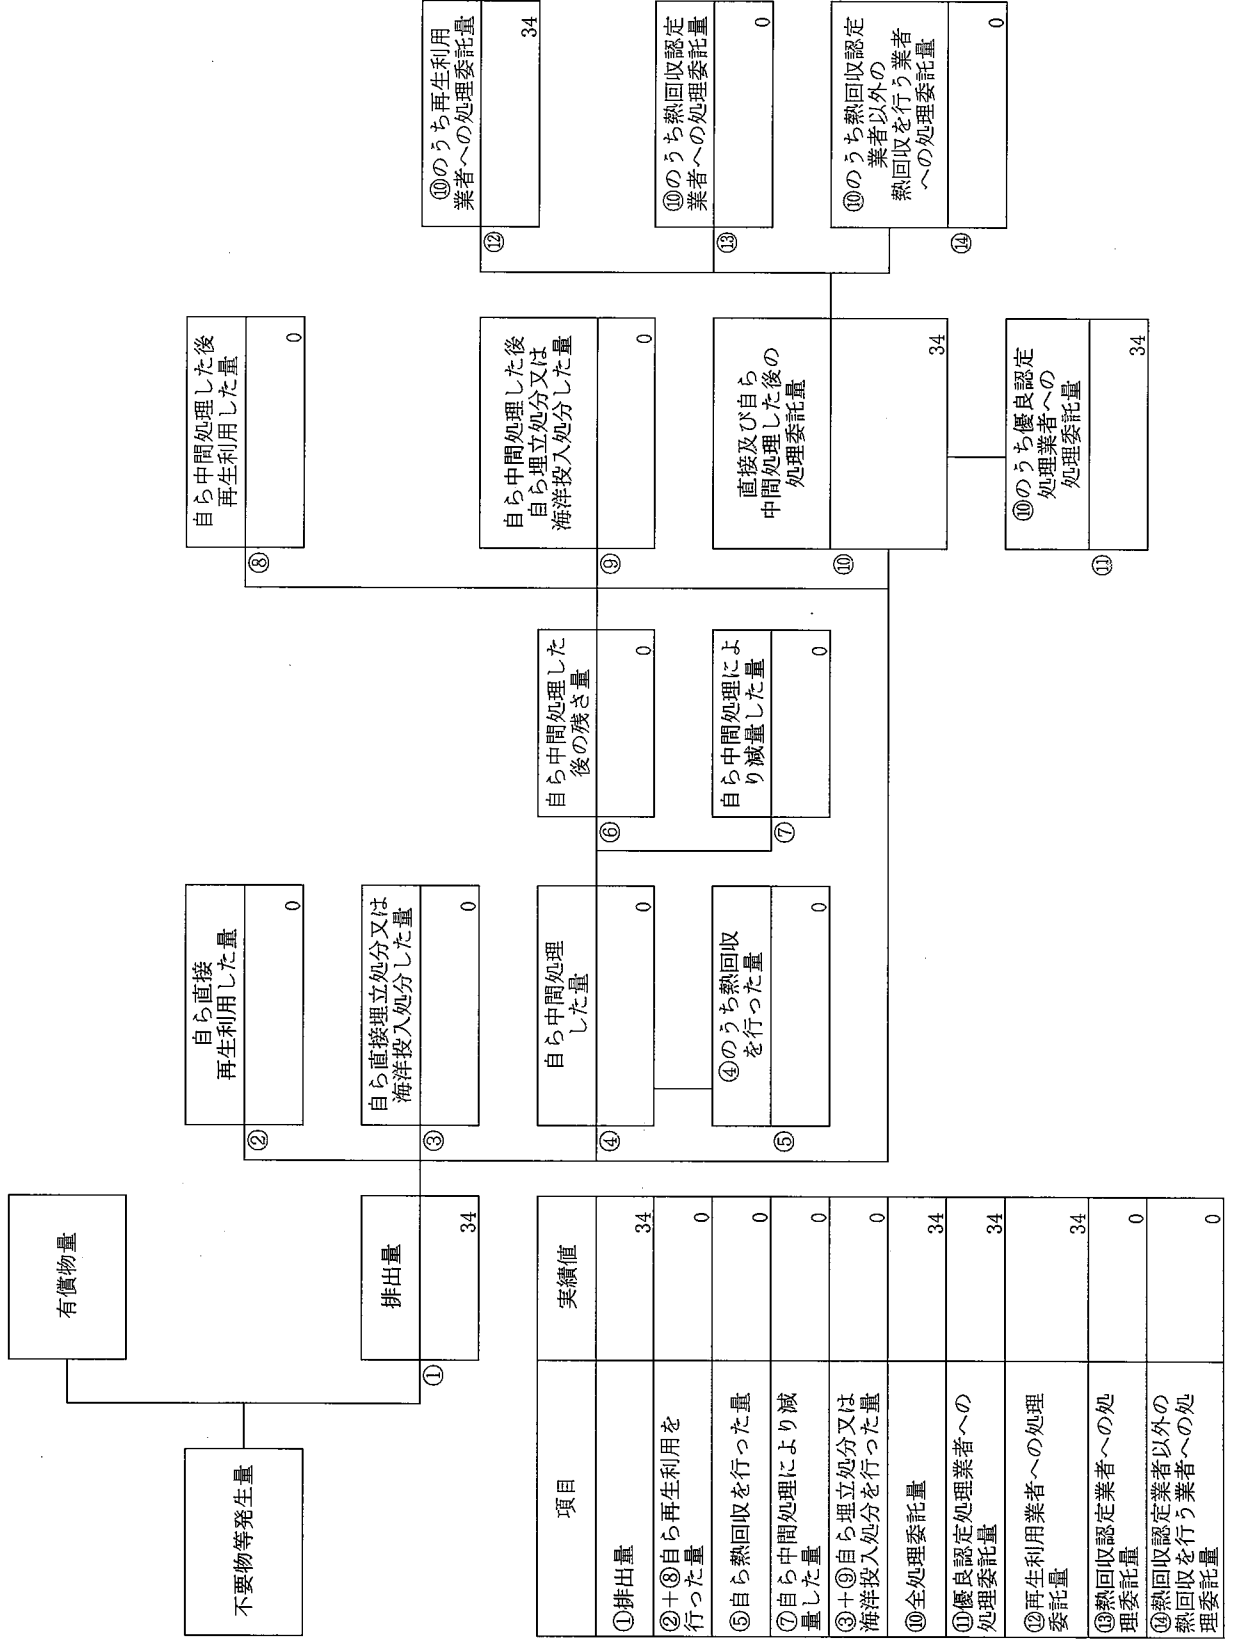 不要物等発生量
有償物量
①
排出量
34
②
自ら直接
再生利用した量
0
③
自ら直接埋立処分又は
海洋投入処分した量
0
④
自ら中間処理
した量
0
⑤
④のうち熱回収
を行った量
0
⑥
自ら中間処理した
後の残さ量
0
⑦
自ら中間処理によ
り減量した量
0
⑧
自ら中間処理した後
再生利用した量
0
⑨
自ら中間処理した後
自ら埋立処分又は
海洋投入処分した量
0
⑩
直接及び自ら
中間処理した後の
処理委託量
34
⑪
⑩のうち優良認定
処理業者への
処理委託量
34
⑫
⑩のうち再生利用
業者への処理委託量
34
⑬
⑩のうち熱回収認定
業者への処理委託量
0
⑭
⑩のうち熱回収認定
業者以外の
熱回収を行う業者
への処理委託量
0
項目 実績値
①排出量 34
②+⑧自ら再生利用を
行った量 0
⑤自ら熱回収を行った量 0
⑦自ら中間処理により減
量した量 0
③+⑨自ら埋立処分又は
海洋投入処分を行った量 0
⑩全処理委託量 34
⑪優良認定処理業者への
処理委託量 34
⑫再生利用業者への処理
委託量 34
⑬熱回収認定業者への処
理委託量 0
⑭熱回収認定業者以外の
熱回収を行う業者への処
理委託量 0